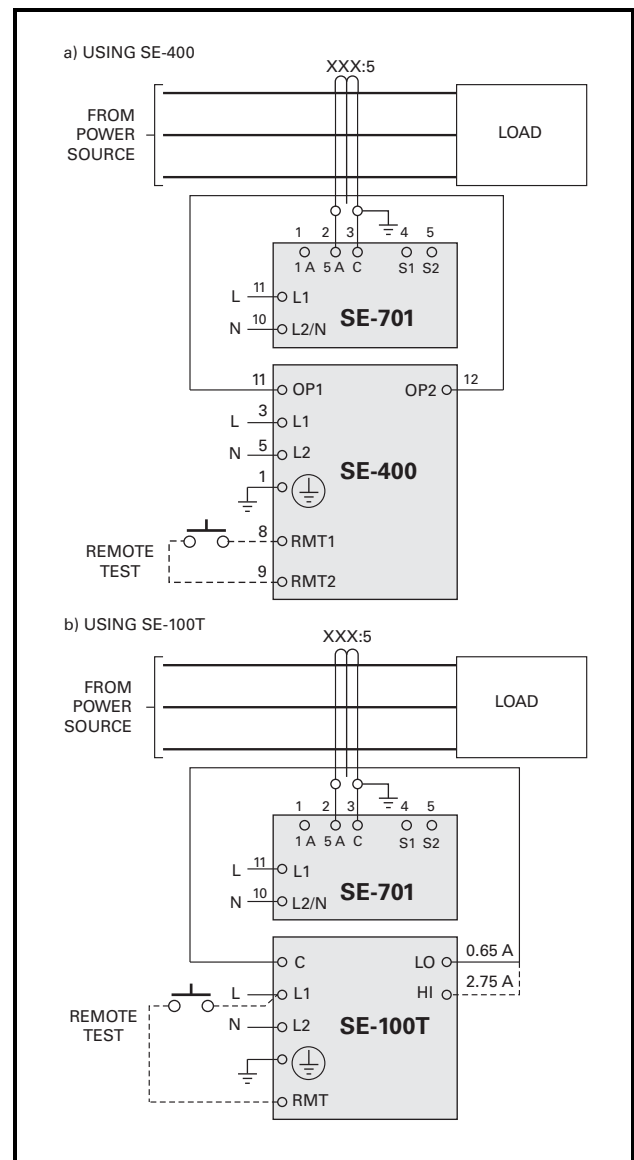 a) USING SE-400
XXX:5
FROM
POWER
SOURCE
LOAD
1 2 3 4 5
1 A 5 A C S1 S2
L 11 L1
SE-701
N 10 L2/N
11 OP1 OP2 12
L 3 L1
N 5 L2
SE-400
1
8 RMT1
REMOTE
TEST
9 RMT2
b) USING SE-100T
XXX:5
FROM
POWER
SOURCE
LOAD
1 2 3 4 5
1 A 5 A C S1 S2
L 11 L1
SE-701
N 10 L2/N
C LO 0.65 A
L L1 HI 2.75 A
REMOTE
TEST
N L2 SE-100T
RMT